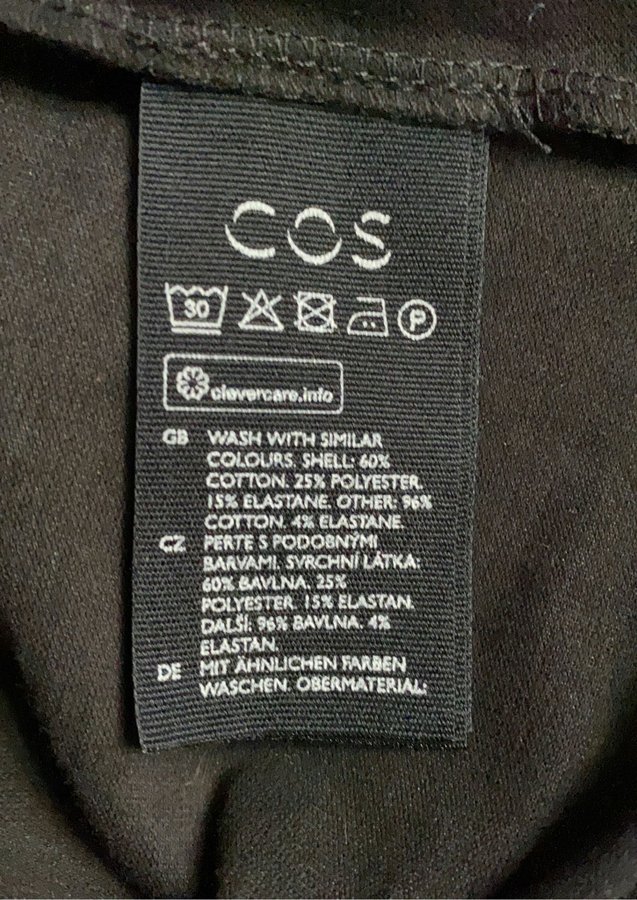 COS
30
P
clevercare.info
GB WASH WITH SIMILAR
COLOURS. SHELL: 60%
COTTON. 25% POLYESTER.
15% ELASTANE. OTHER: 96%
COTTON. 4% ELASTANE.
CZ PERTE S PODOBNÝMI
BARVAMI. SVRCHNÍ LÁTKA:
60% BAVLNA. 25%
POLYESTER. 15% ELASTAN.
DALŠÍ: 96% BAVLNA. 4%
ELASTAN.
DE MIT ÄHNLICHEN FARBEN
WASCHEN. OBERMATERIAL: